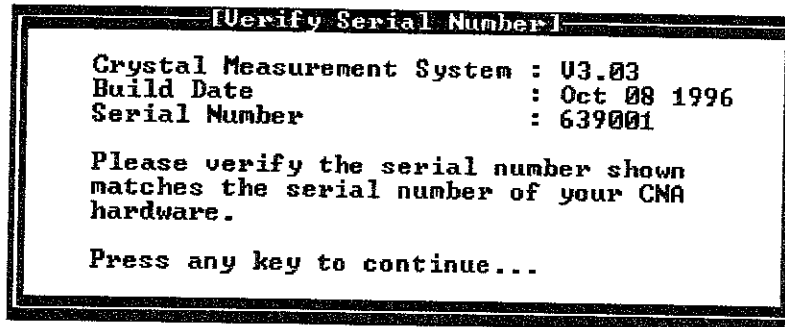 [Verify Serial Number]
Crystal Measurement System : V3.03
Build Date : Oct 08 1996
Serial Number : 639001
Please verify the serial number shown
matches the serial number of your CNA
hardware.
Press any key to continue...